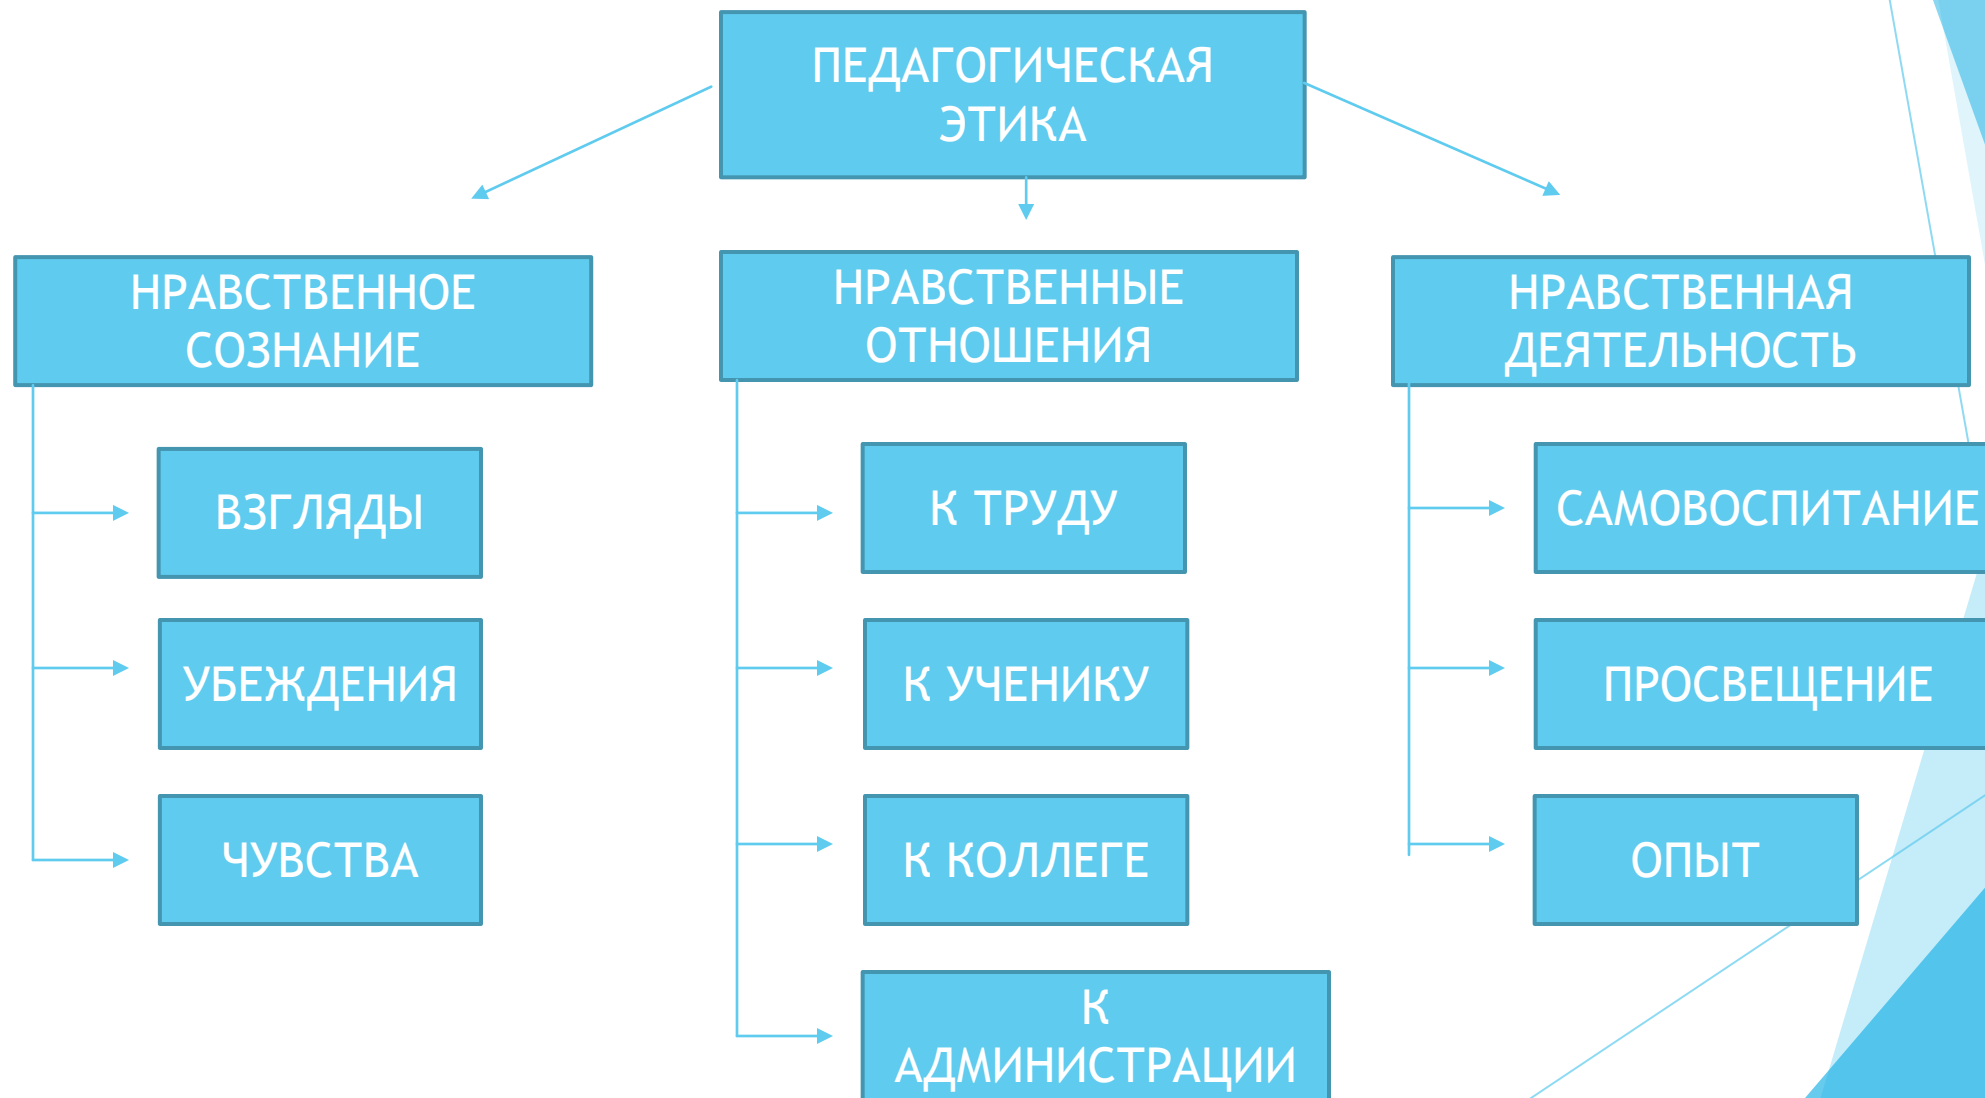 ПЕДАГОГИЧЕСКАЯ
ЭТИКА
НРАВСТВЕННОЕ
СОЗНАНИЕ
ВЗГЛЯДЫ
УБЕЖДЕНИЯ
ЧУВСТВА
НРАВСТВЕННЫЕ
ОТНОШЕНИЯ
К ТРУДУ
К УЧЕНИКУ
К КОЛЛЕГЕ
К
АДМИНИСТРАЦИИ
НРАВСТВЕННАЯ
ДЕЯТЕЛЬНОСТЬ
САМОВОСПИТАНИЕ
ПРОСВЕЩЕНИЕ
ОПЫТ